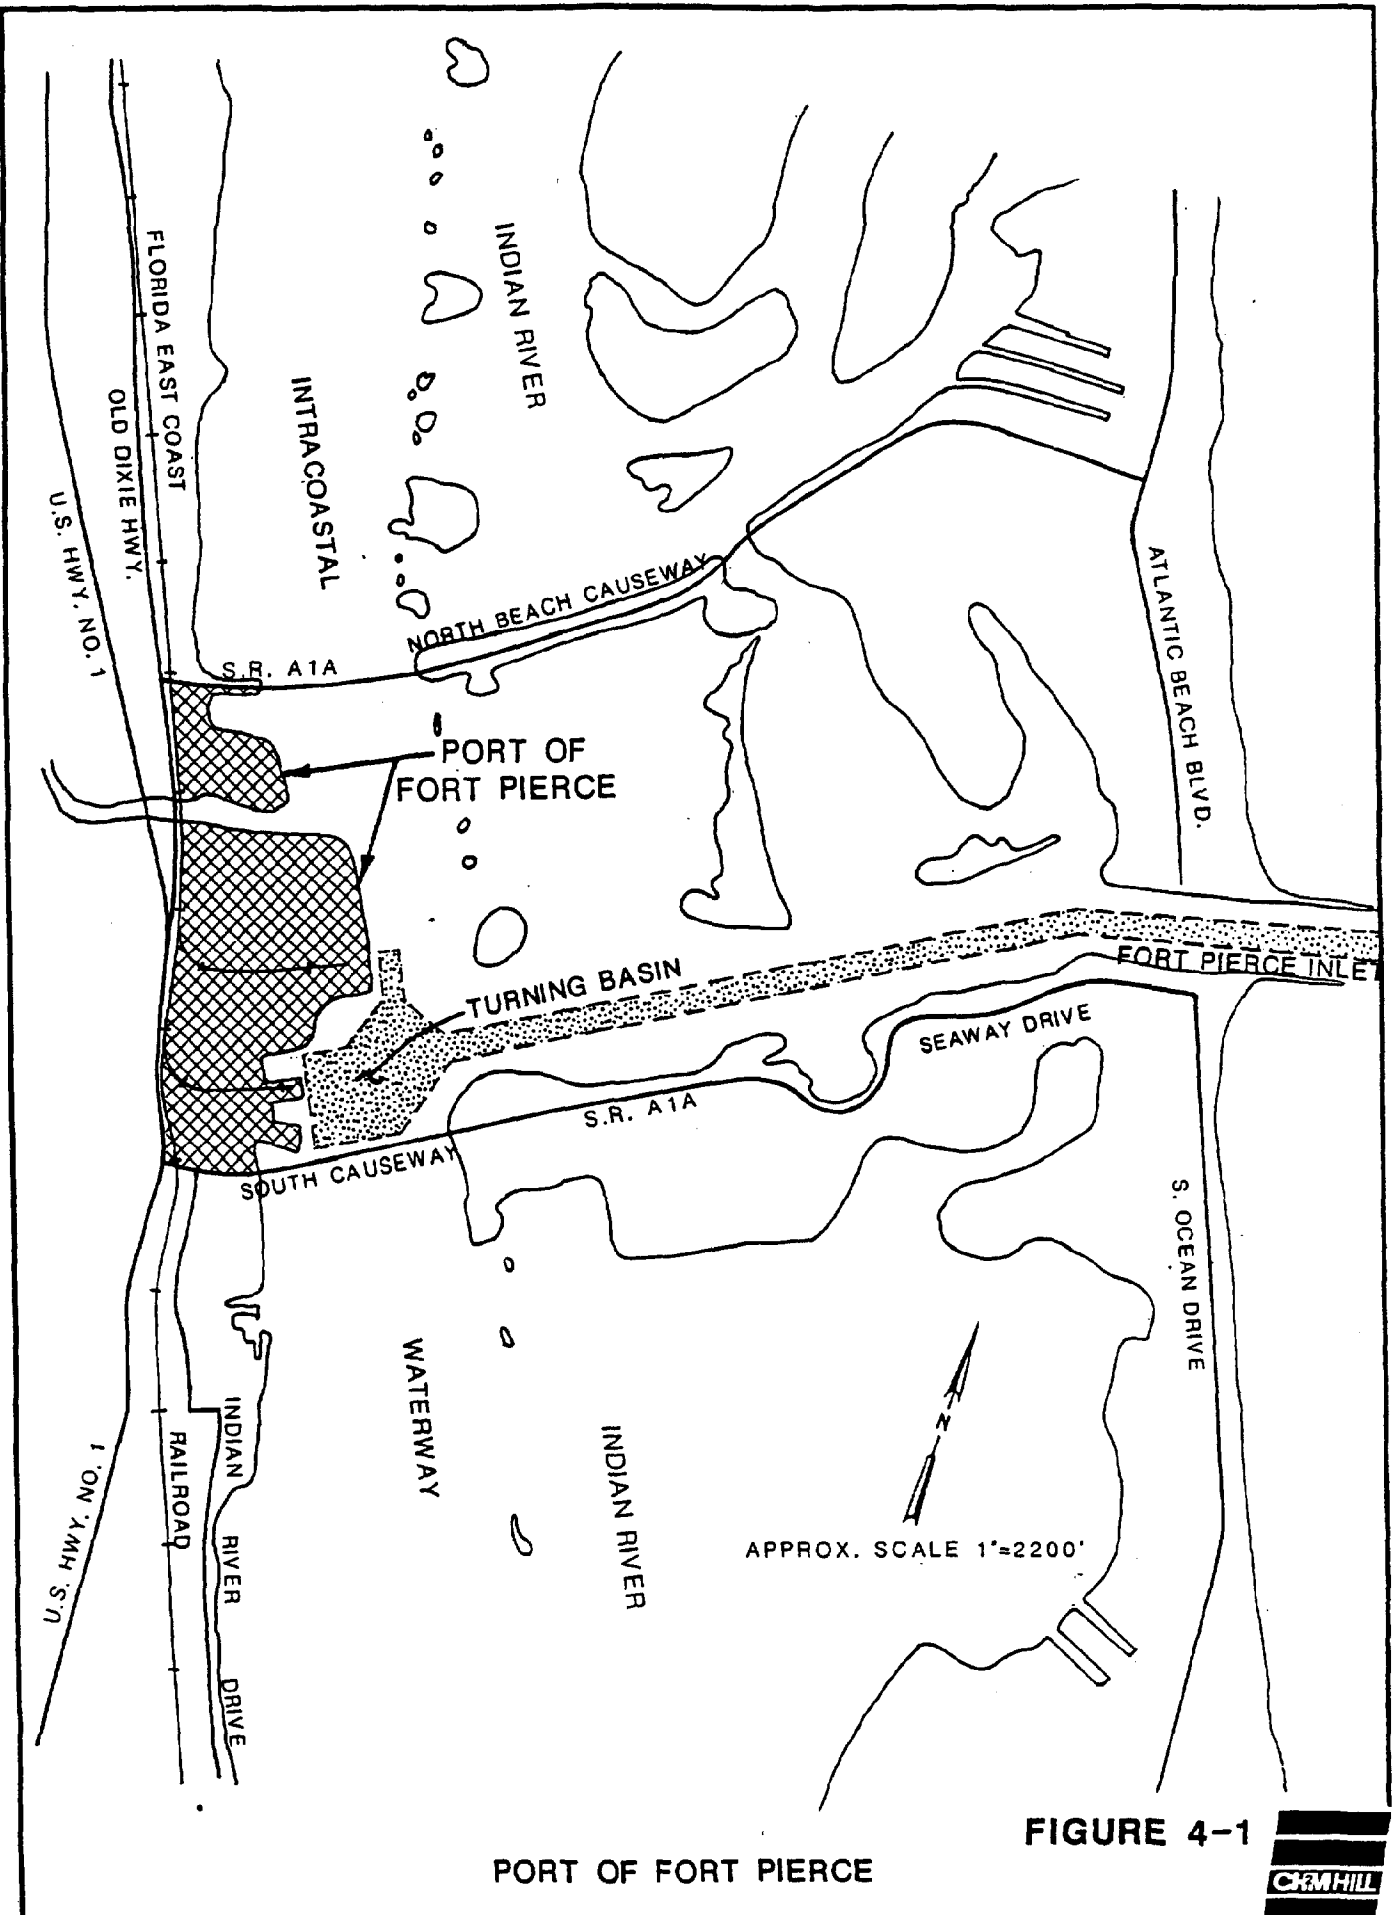 INDIAN RIVER
FLORIDA EAST COAST
INTRACOASTAL
OLD DIXIE HWY.
U.S. HWY. NO. 1
NORTH BEACH CAUSEWAY
S.R. A1A
ATLANTIC BEACH BLVD.
PORT OF
FORT PIERCE
TURNING BASIN
FORT PIERCE INLET
SEAWAY DRIVE
S.R. A1A
SOUTH CAUSEWAY
S. OCEAN DRIVE
WATERWAY
INDIAN RIVER
INDIAN RIVER DRIVE
RAILROAD
U.S. HWY. NO. 1
N
APPROX. SCALE 1"=2200'
FIGURE 4-1
PORT OF FORT PIERCE
CH2M HILL